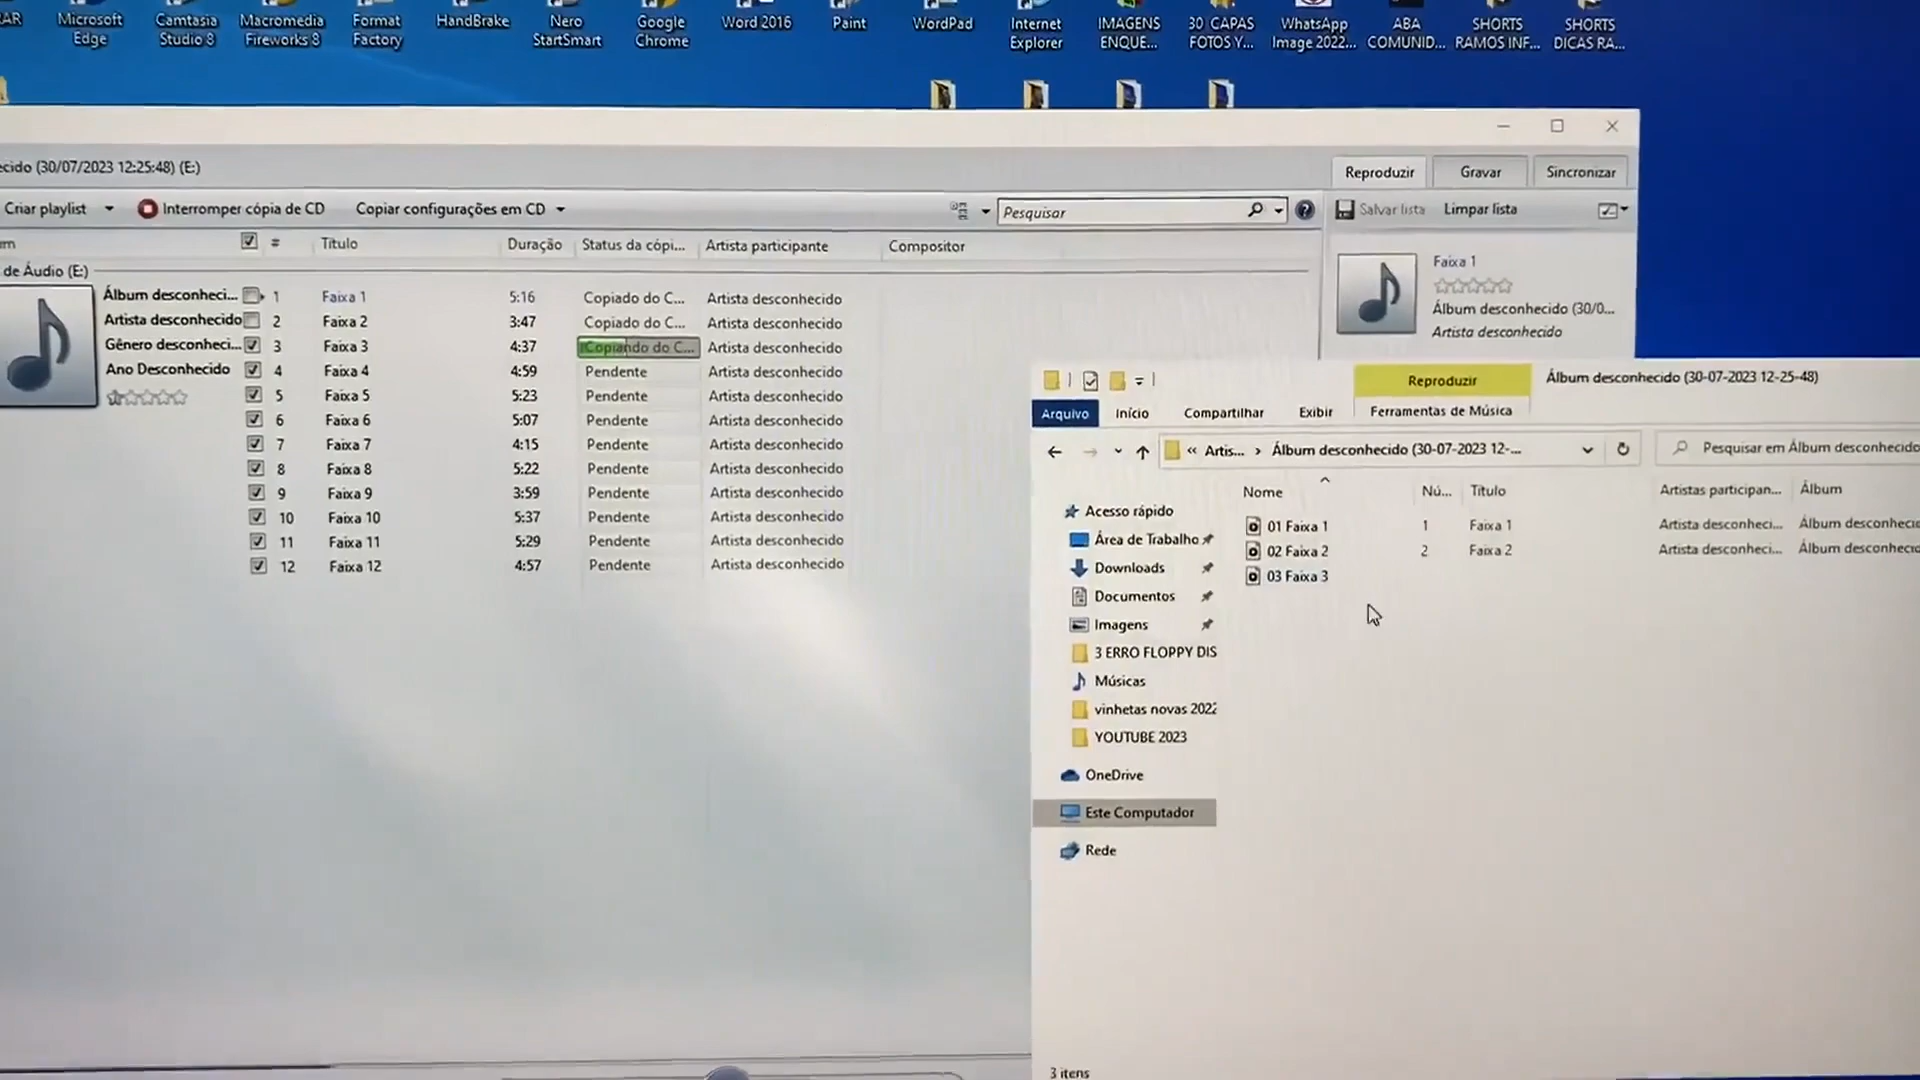 Microsoft Edge
Camtasia Studio 8
Macromedia Fireworks 8
Format Factory
HandBrake
Nero StartSmart
Google Chrome
Word 2016
Paint
WordPad
Internet Explorer
IMAGENS ENQUE...
30 CAPAS FOTOS Y...
WhatsApp Image 2022...
ABA COMUNID...
SHORTS RAMOS INF...
SHORTS DICAS RA...
ecido (30/07/2023 12:25:48) (E:)
Reproduzir Gravar Sincronizar
Criar playlist Interromper cópia de CD Copiar configurações em CD Pesquisar
Salvar lista Limpar lista
# Título Duração Status da cópi... Artista participante Compositor
de Áudio (E:)
Álbum desconheci...
Artista desconhecido
Gênero desconheci...
Ano Desconhecido
1 Faixa 1 5:16 Copiado do C... Artista desconhecido
2 Faixa 2 3:47 Copiado do C... Artista desconhecido
3 Faixa 3 4:37 Copiando do C... Artista desconhecido
4 Faixa 4 4:59 Pendente Artista desconhecido
5 Faixa 5 5:23 Pendente Artista desconhecido
6 Faixa 6 5:07 Pendente Artista desconhecido
7 Faixa 7 4:15 Pendente Artista desconhecido
8 Faixa 8 5:22 Pendente Artista desconhecido
9 Faixa 9 3:59 Pendente Artista desconhecido
10 Faixa 10 5:37 Pendente Artista desconhecido
11 Faixa 11 5:29 Pendente Artista desconhecido
12 Faixa 12 4:57 Pendente Artista desconhecido
Faixa 1
Álbum desconhecido (30/0...
Artista desconhecido
Reproduzir Álbum desconhecido (30-07-2023 12-25-48)
Arquivo Início Compartilhar Exibir Ferramentas de Música
« Artis... › Álbum desconhecido (30-07-2023 12-... Pesquisar em Álbum desconhecido
Nome Nú... Título Artistas participan... Álbum
01 Faixa 1 1 Faixa 1 Artista desconheci... Álbum desconhecid
02 Faixa 2 2 Faixa 2 Artista desconheci... Álbum desconhecid
03 Faixa 3
Acesso rápido
Área de Trabalho
Downloads
Documentos
Imagens
3 ERRO FLOPPY DIS
Músicas
vinhetas novas 2022
YOUTUBE 2023
OneDrive
Este Computador
Rede
3 itens